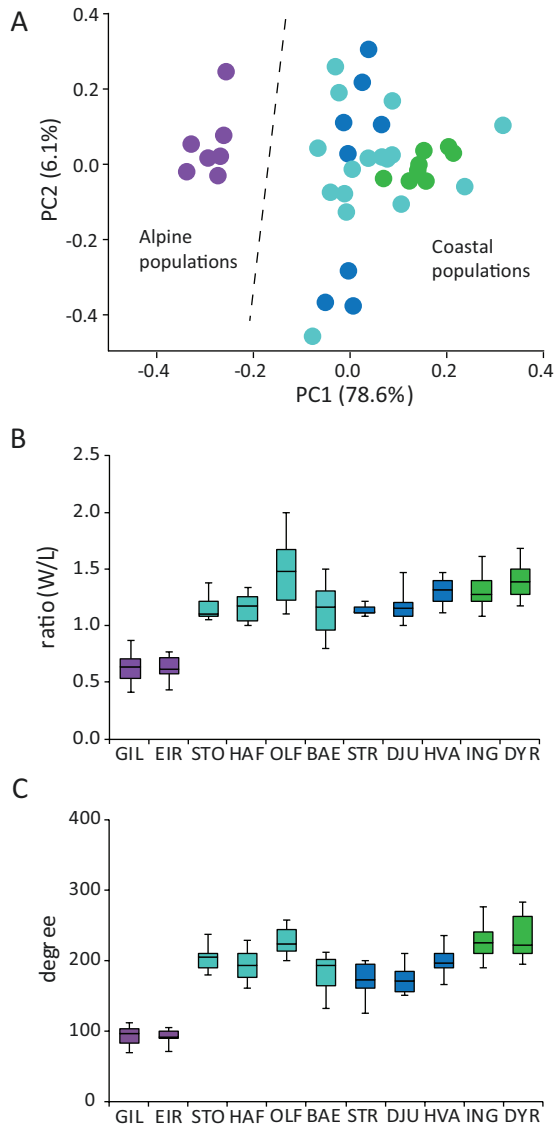 A
0.4
0.2
0.0
-0.2
-0.4
PC2 (6.1%)
Alpine
populations
Coastal
populations
-0.4
-0.2
0.0
0.2
0.4
PC1 (78.6%)
B
2.5
2.0
1.5
1.0
0.5
0.0
ratio (W/L)
GIL EIR STO HAF OLF BAE STR DJU HVA ING DYR
C
400
300
200
100
0
degree
GIL EIR STO HAF OLF BAE STR DJU HVA ING DYR